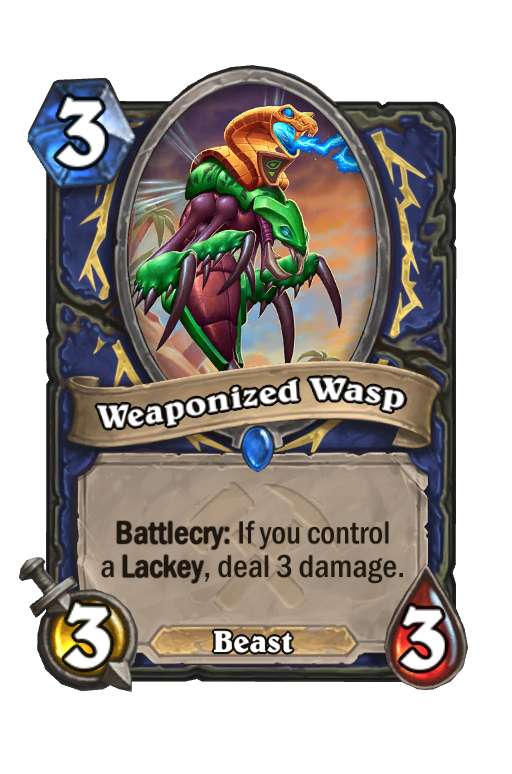 3
Weaponized Wasp
Battlecry: If you control
a Lackey, deal 3 damage.
3
Beast
3